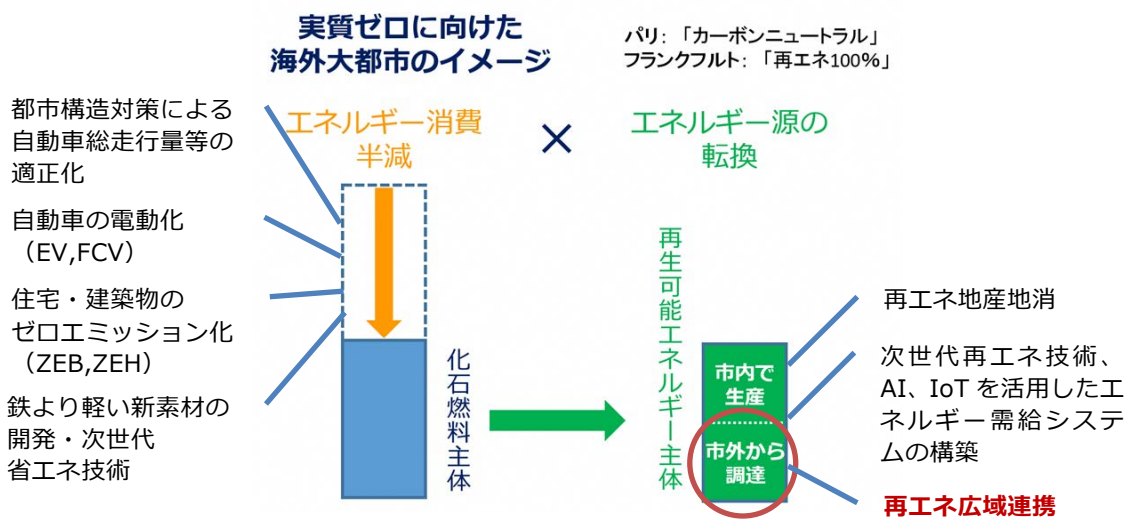 実質ゼロに向けた
海外大都市のイメージ
パリ: 「カーボンニュートラル」
フランクフルト: 「再エネ100%」
都市構造対策による
自動車総走行量等の
適正化
自動車の電動化
(EV,FCV)
住宅・建築物の
ゼロエミッション化
(ZEB,ZEH)
鉄より軽い新素材の
開発・次世代
省エネ技術
エネルギー消費
半減
×
エネルギー源の
転換
化石燃料主体
再生可能エネルギー主体
市内で
生産
市外から
調達
再エネ地産地消
次世代再エネ技術、
AI、IoT を活用したエ
ネルギー需給システ
ムの構築
再エネ広域連携